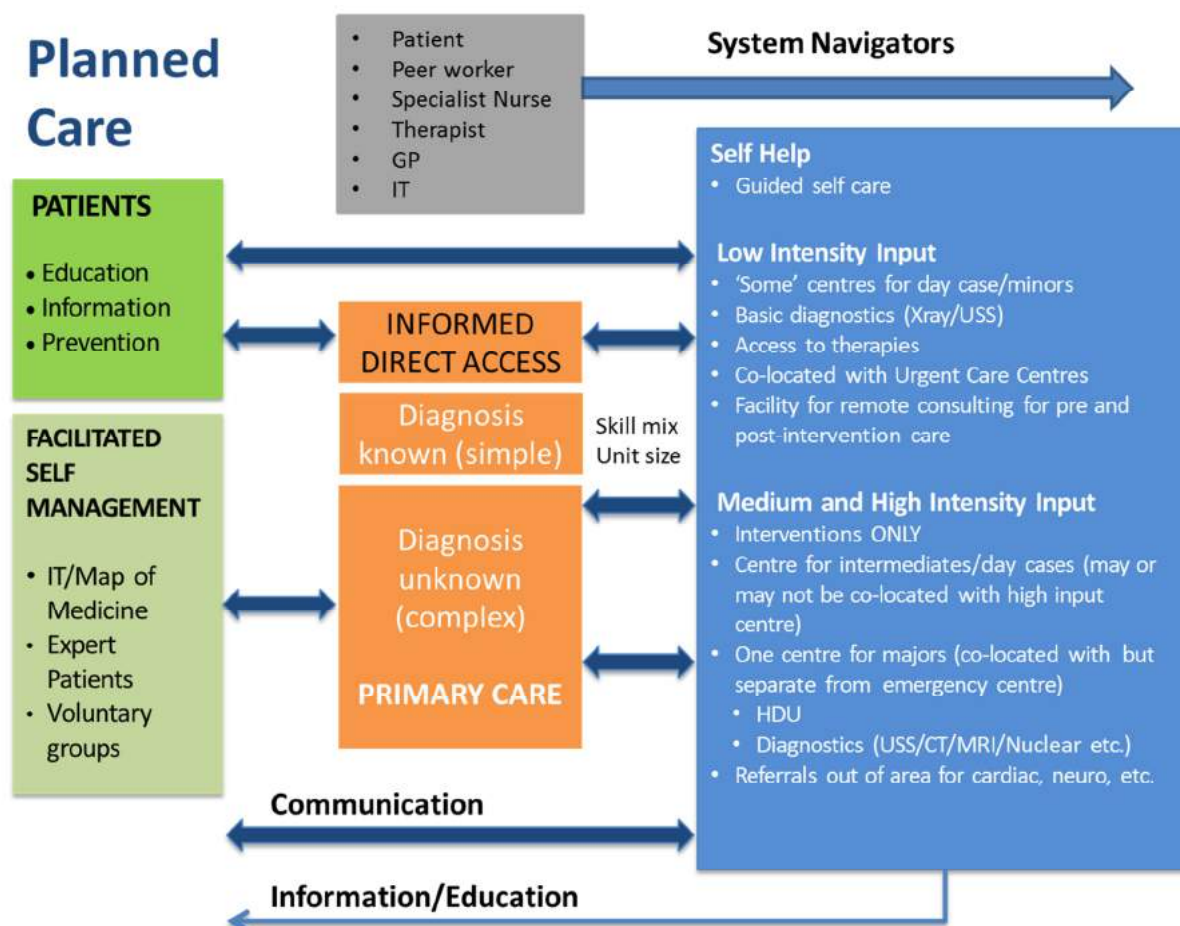 Planned
Care
• Patient
• Peer worker
• Specialist Nurse
• Therapist
• GP
• IT
System Navigators
PATIENTS
• Education
• Information
• Prevention
FACILITATED
SELF
MANAGEMENT
• IT/Map of
Medicine
• Expert
Patients
• Voluntary
groups
INFORMED
DIRECT ACCESS
Diagnosis
known (simple)
Diagnosis
unknown
(complex)
PRIMARY CARE
Skill mix
Unit size
Self Help
• Guided self care
Low Intensity Input
• ‘Some’ centres for day case/minors
• Basic diagnostics (Xray/USS)
• Access to therapies
• Co-located with Urgent Care Centres
• Facility for remote consulting for pre and
post-intervention care
Medium and High Intensity Input
• Interventions ONLY
• Centre for intermediates/day cases (may or
may not be co-located with high input
centre)
• One centre for majors (co-located with but
separate from emergency centre)
• HDU
• Diagnostics (USS/CT/MRI/Nuclear etc.)
• Referrals out of area for cardiac, neuro, etc.
Communication
Information/Education